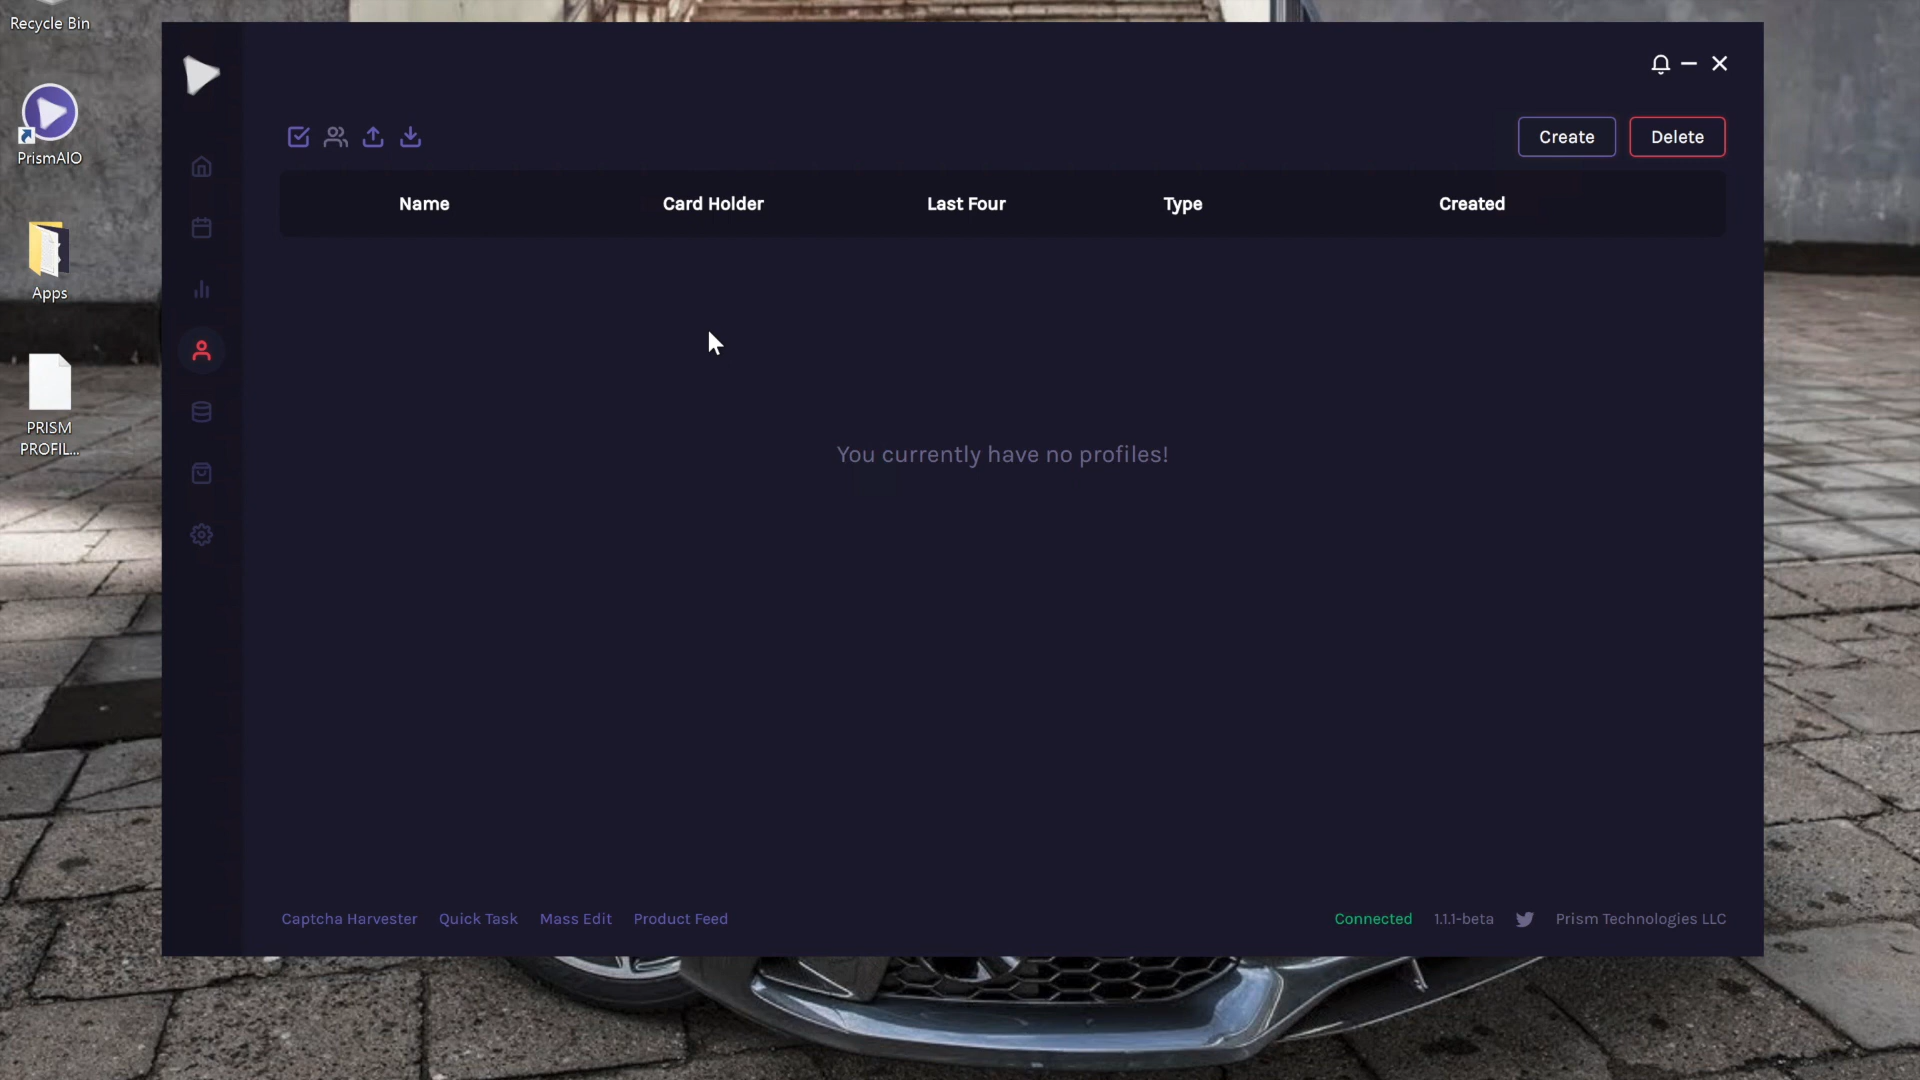 Recycle Bin
PrismAIO
Apps
PRISM
PROFIL...
Create
Delete
Name
Card Holder
Last Four
Type
Created
You currently have no profiles!
Captcha Harvester
Quick Task
Mass Edit
Product Feed
Connected
1.1.1-beta
Prism Technologies LLC